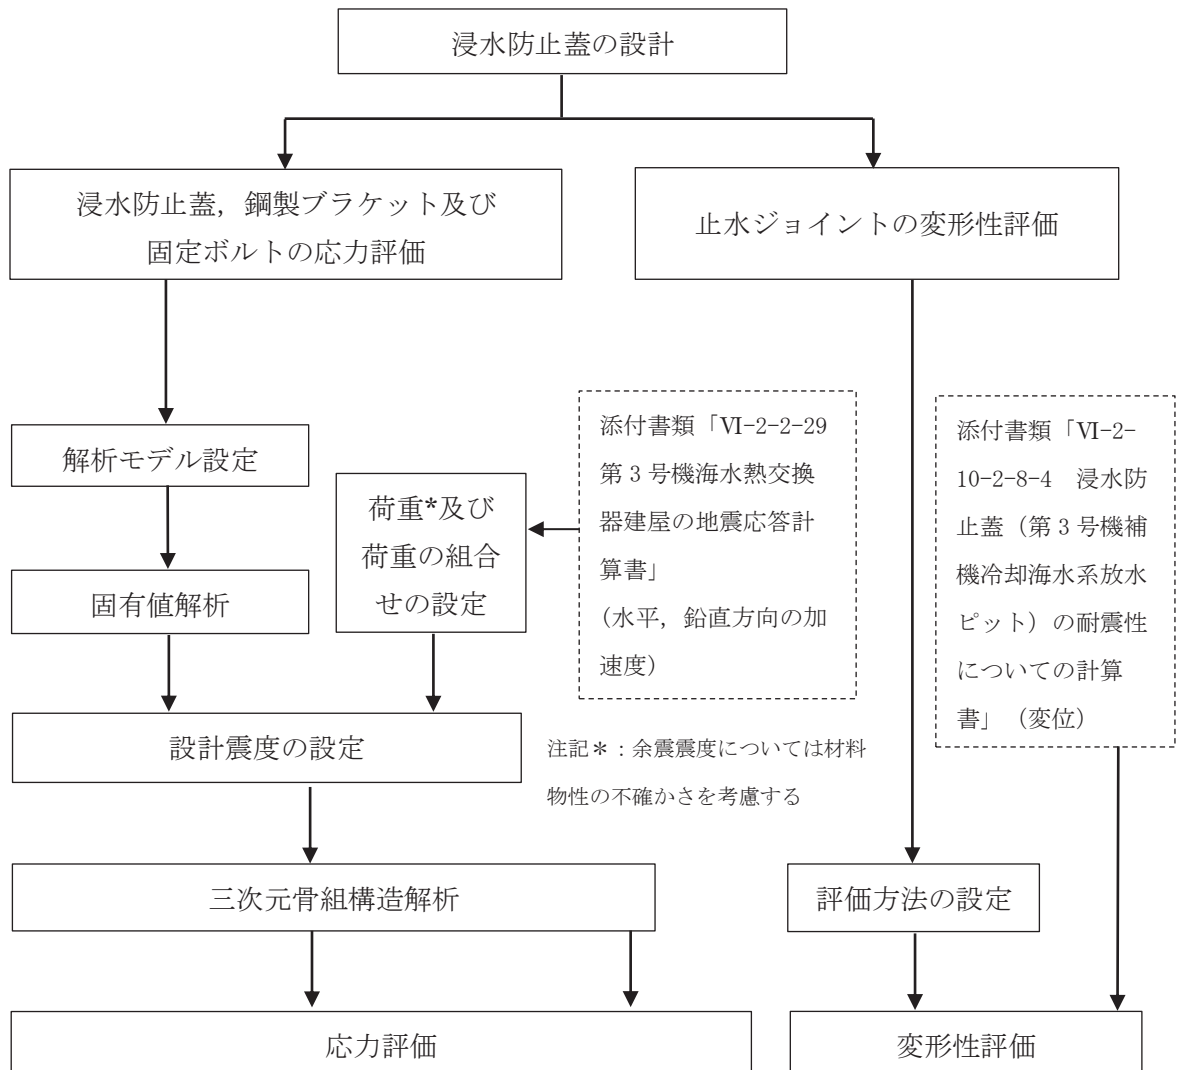 浸水防止蓋の設計
浸水防止蓋,鋼製ブラケット及び
固定ボルトの応力評価
止水ジョイントの変形性評価
解析モデル設定
固有値解析
荷重*及び
荷重の組合
せの設定
添付書類「Ⅵ-2-2-29
第3号機海水熱交換
器建屋の地震応答計
算書」
(水平,鉛直方向の加
速度)
添付書類「Ⅵ-2-
10-2-8-4 浸水防
止蓋(第3号機補
機冷却海水系放水
ピット)の耐震性
についての計算
書」(変位)
設計震度の設定
注記*:余震震度については材料
物性の不確かさを考慮する
三次元骨組構造解析
評価方法の設定
応力評価
変形性評価